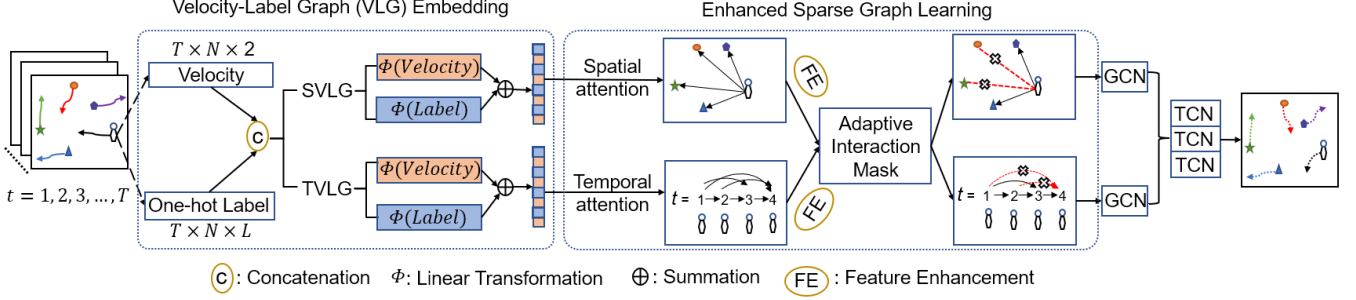 Velocity-Label Graph (VLG) Embedding
Enhanced Sparse Graph Learning
t = 1, 2, 3, ..., T
T × N × 2
Velocity
One-hot Label
T × N × L
C
SVLG
Φ(Velocity)
Φ(Label)
TVLG
Φ(Velocity)
Φ(Label)
Spatial
attention
Temporal
attention
t = 1 2 3 4
FE
FE
Adaptive
Interaction
Mask
t = 1 2 3 4
GCN
GCN
TCN
TCN
TCN
C : Concatenation Φ: Linear Transformation ⊕: Summation FE : Feature Enhancement